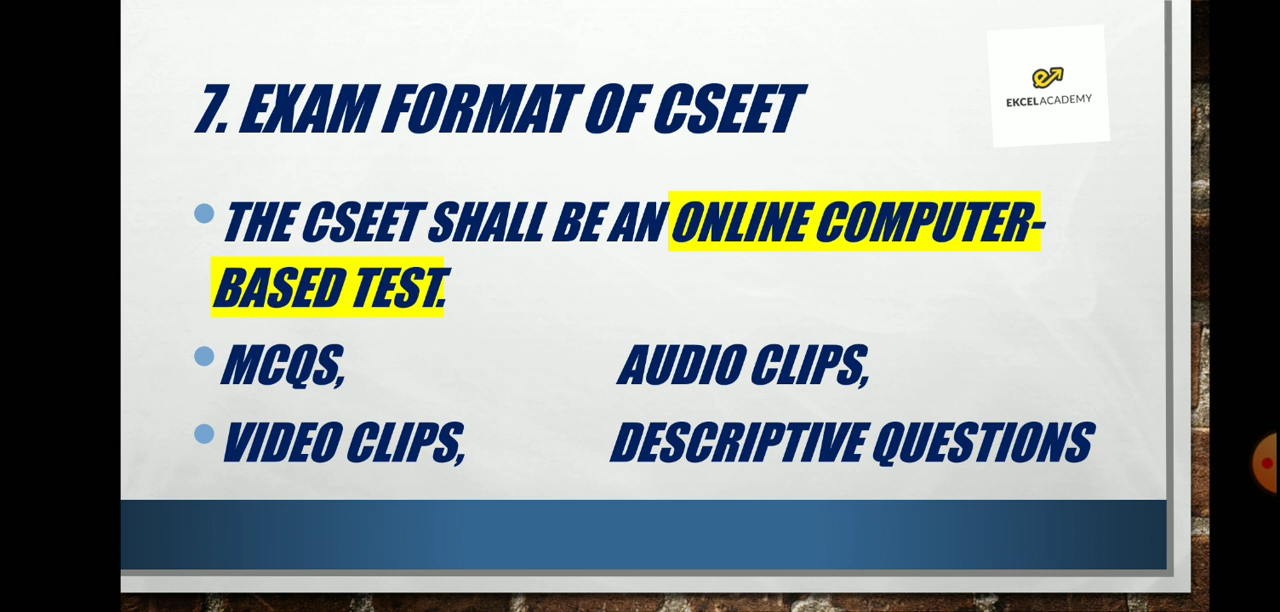 EKCELACADEMY
7. EXAM FORMAT OF CSEET
THE CSEET SHALL BE AN ONLINE COMPUTER-
BASED TEST.
MCQS, AUDIO CLIPS,
VIDEO CLIPS, DESCRIPTIVE QUESTIONS